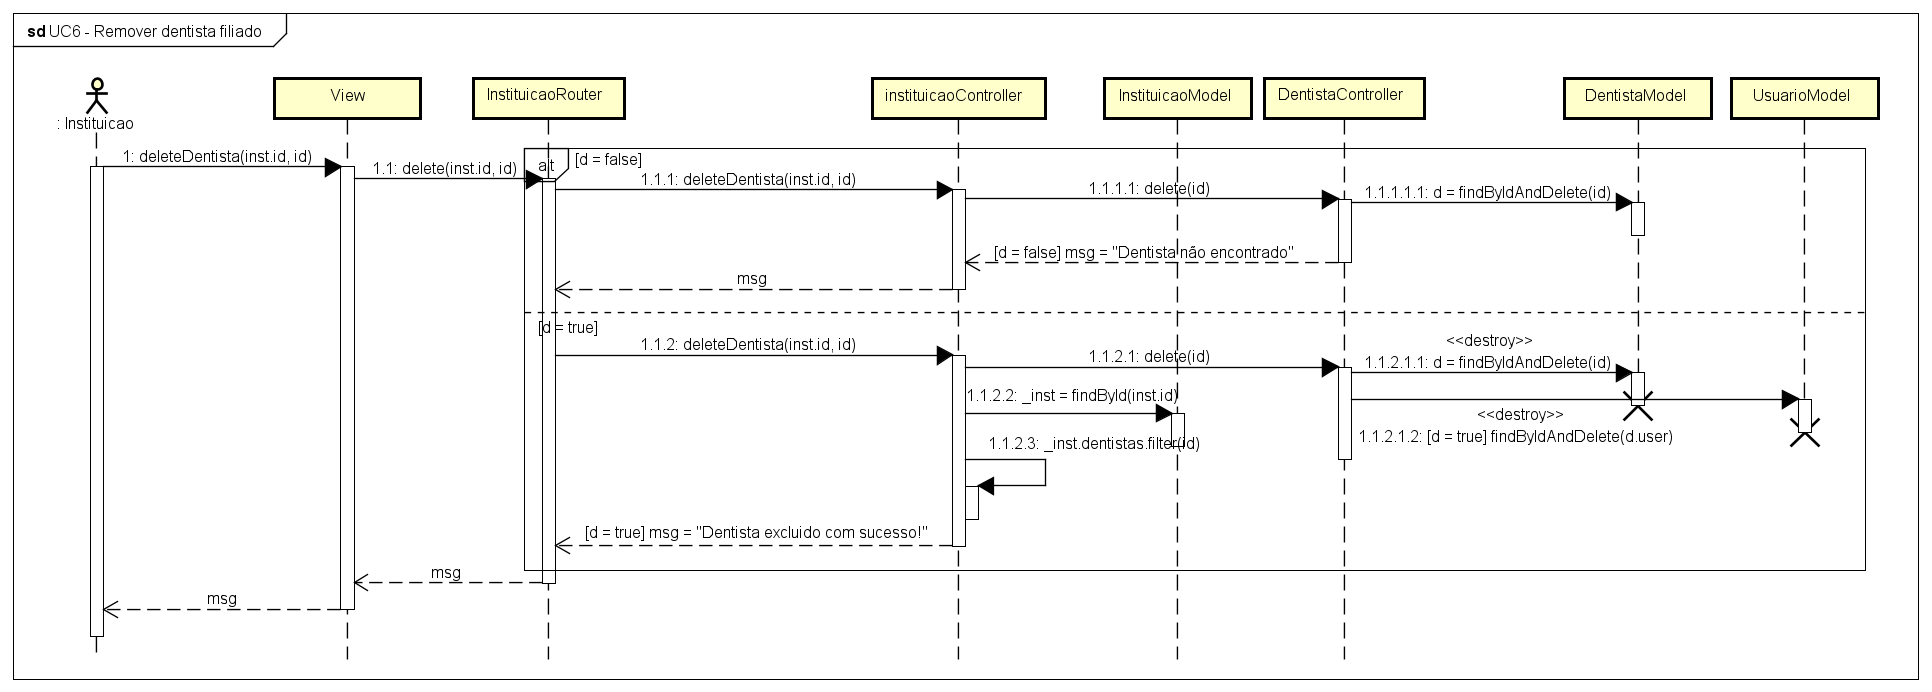 sd UC6 - Remover dentista filiado
: Instituicao
View
InstituicaoRouter
instituicaoController
InstituicaoModel
DentistaController
DentistaModel
UsuarioModel
1: deleteDentista(inst.id, id)
1.1: delete(inst.id, id)
alt
[d = false]
1.1.1: deleteDentista(inst.id, id)
1.1.1.1: delete(id)
1.1.1.1.1: d = findByIdAndDelete(id)
[d = false] msg = "Dentista não encontrado"
msg
[d = true]
1.1.2: deleteDentista(inst.id, id)
1.1.2.1: delete(id)
<<destroy>>
1.1.2.1.1: d = findByIdAndDelete(id)
1.1.2.2: _inst = findById(inst.id)
<<destroy>>
1.1.2.1.2: [d = true] findByIdAndDelete(d.user)
1.1.2.3: _inst.dentistas.filter(id)
[d = true] msg = "Dentista excluido com sucesso!"
msg
msg